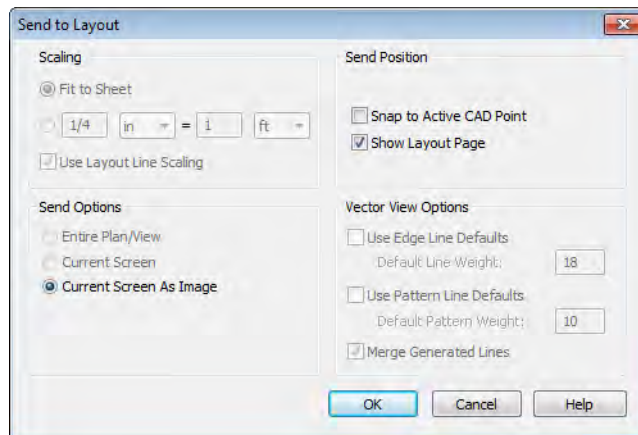 Send to Layout
Scaling
Fit to Sheet
1/4 in = 1 ft
Use Layout Line Scaling
Send Position
Snap to Active CAD Point
Show Layout Page
Send Options
Entire Plan/View
Current Screen
Current Screen As Image
Vector View Options
Use Edge Line Defaults
Default Line Weight: 18
Use Pattern Line Defaults
Default Pattern Weight: 10
Merge Generated Lines
OK Cancel Help